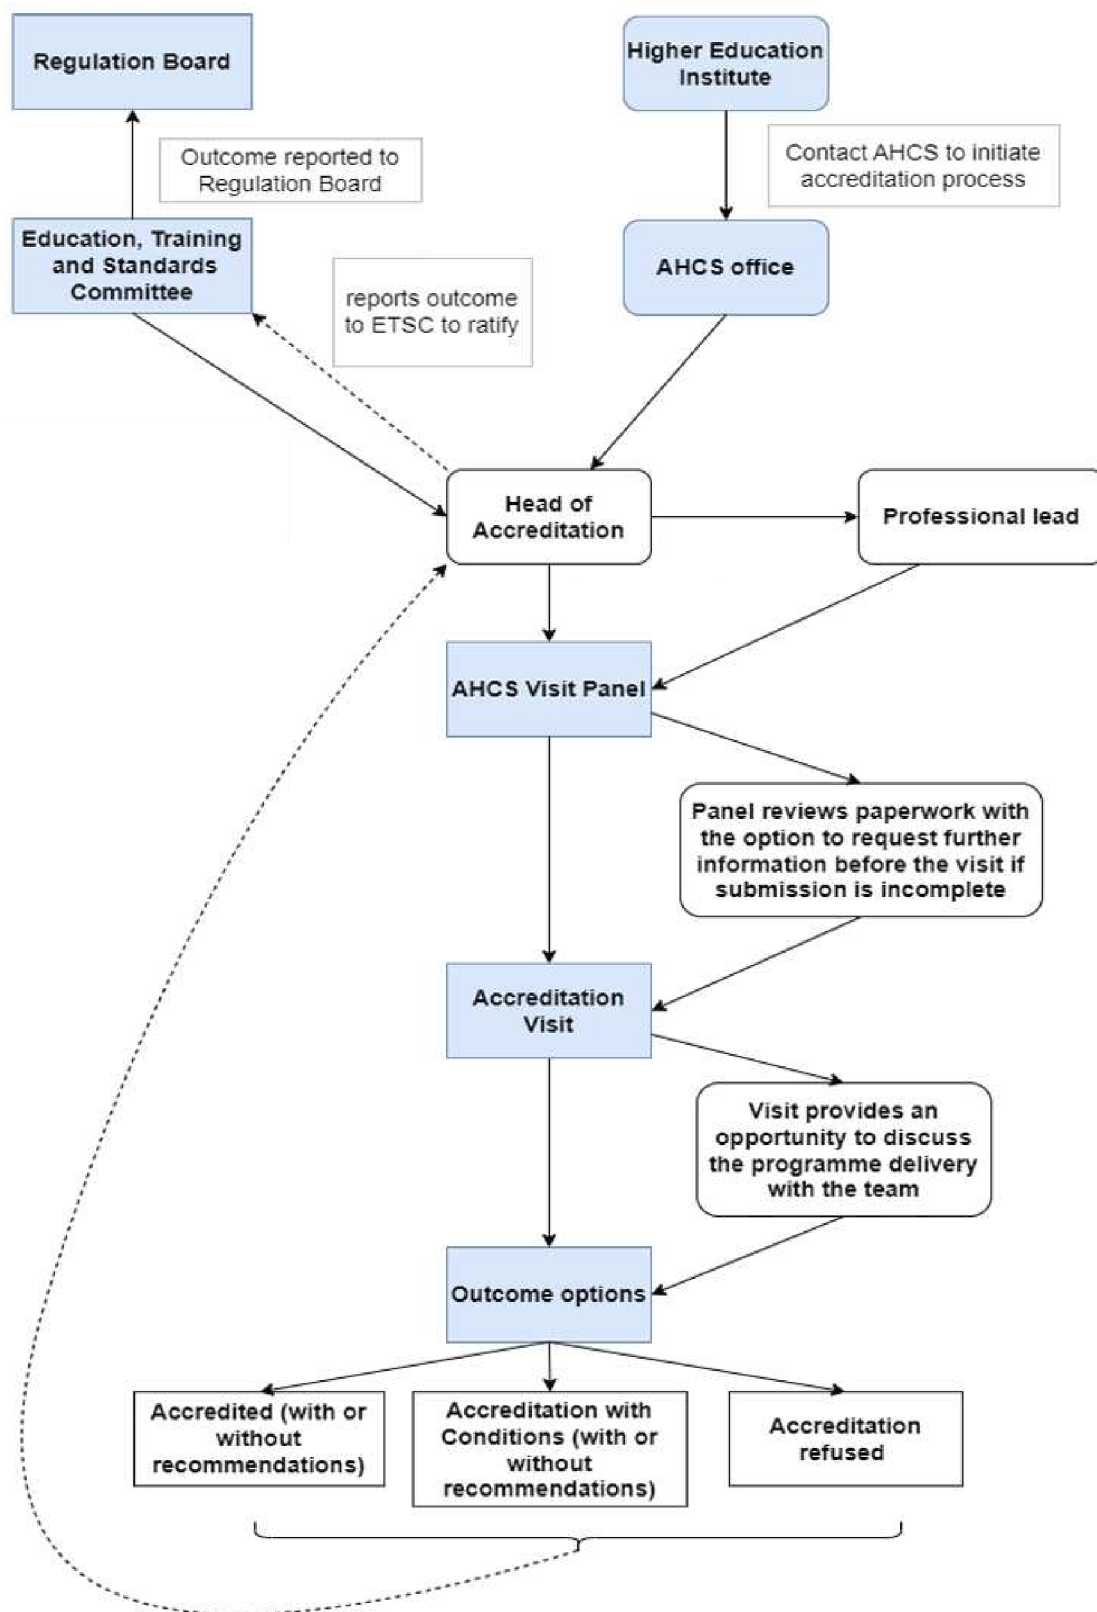 Regulation Board
Higher Education
Institute
Outcome reported to
Regulation Board
Contact AHCS to initiate
accreditation process
Education, Training
and Standards
Committee
reports outcome
to ETSC to ratify
AHCS office
Head of
Accreditation
Professional lead
AHCS Visit Panel
Panel reviews paperwork with
the option to request further
information before the visit if
submission is incomplete
Accreditation
Visit
Visit provides an
opportunity to discuss
the programme delivery
with the team
Outcome options
Accredited (with or
without
recommendations)
Accreditation with
Conditions (with or
without
recommendations)
Accreditation
refused